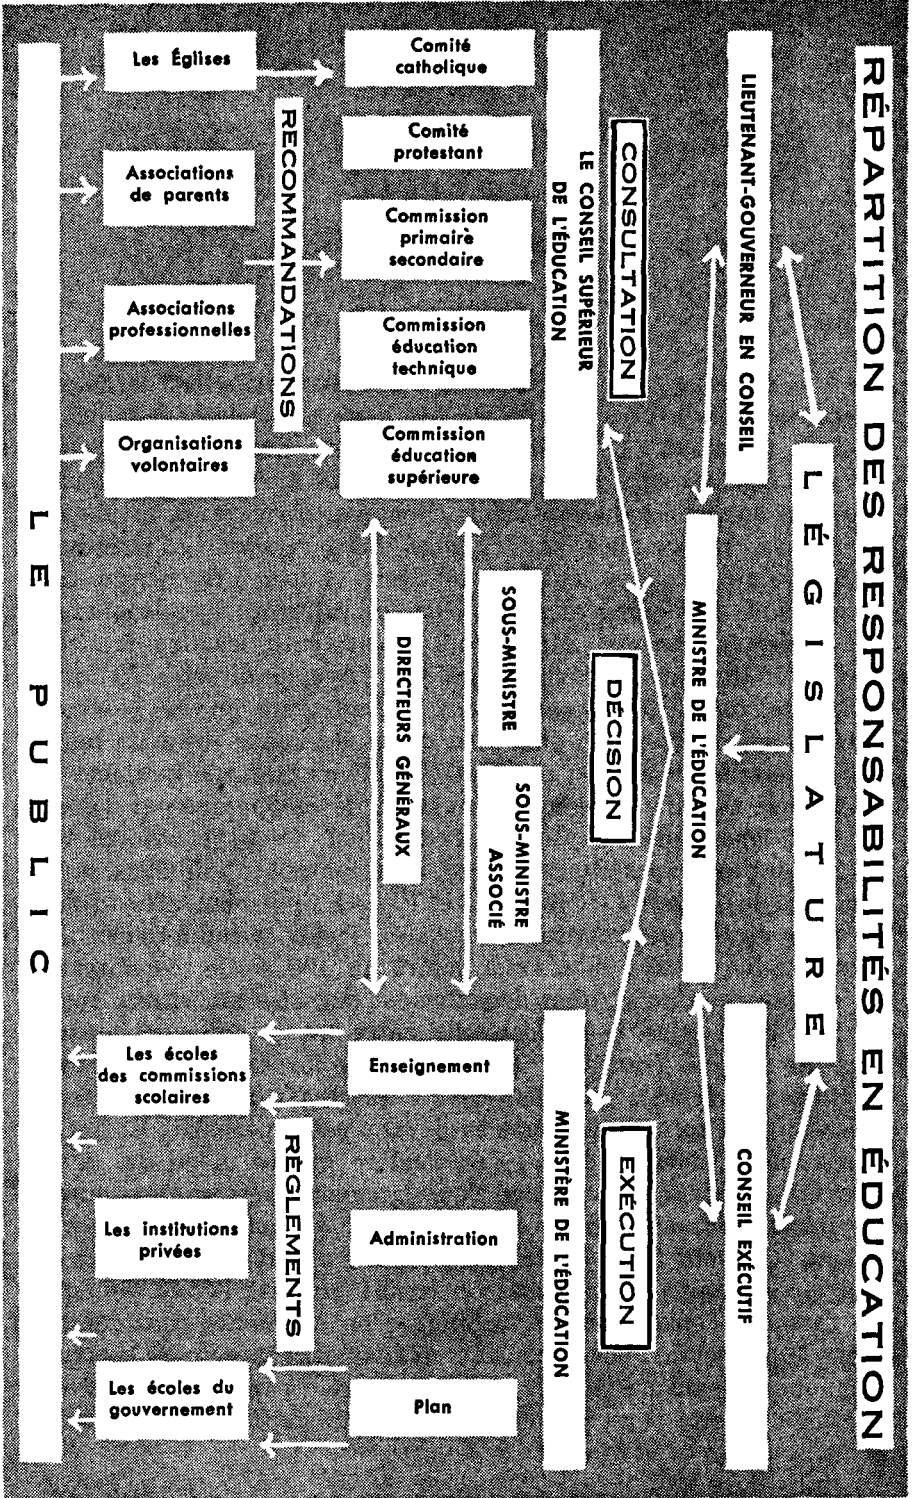 RÉPARTITION DES RESPONSABILITÉS EN ÉDUCATION
LÉGISLATURE
LIEUTENANT-GOUVERNEUR EN CONSEIL
CONSEIL EXÉCUTIF
MINISTRE DE L'ÉDUCATION
CONSULTATION
DÉCISION
EXÉCUTION
LE CONSEIL SUPÉRIEUR
DE L'ÉDUCATION
MINISTÈRE DE L'ÉDUCATION
SOUS-MINISTRE
SOUS-MINISTRE
ASSOCIÉ
DIRECTEURS GÉNÉRAUX
Comité
catholique
Comité
protestant
Commission
primaire
secondaire
Commission
éducation
technique
Commission
éducation
supérieure
Enseignement
Administration
Plan
RECOMMANDATIONS
RÈGLEMENTS
Les Églises
Associations
de parents
Associations
professionnelles
Organisations
volontaires
Les écoles
des commissions
scolaires
Les institutions
privées
Les écoles du
gouvernement
LE PUBLIC